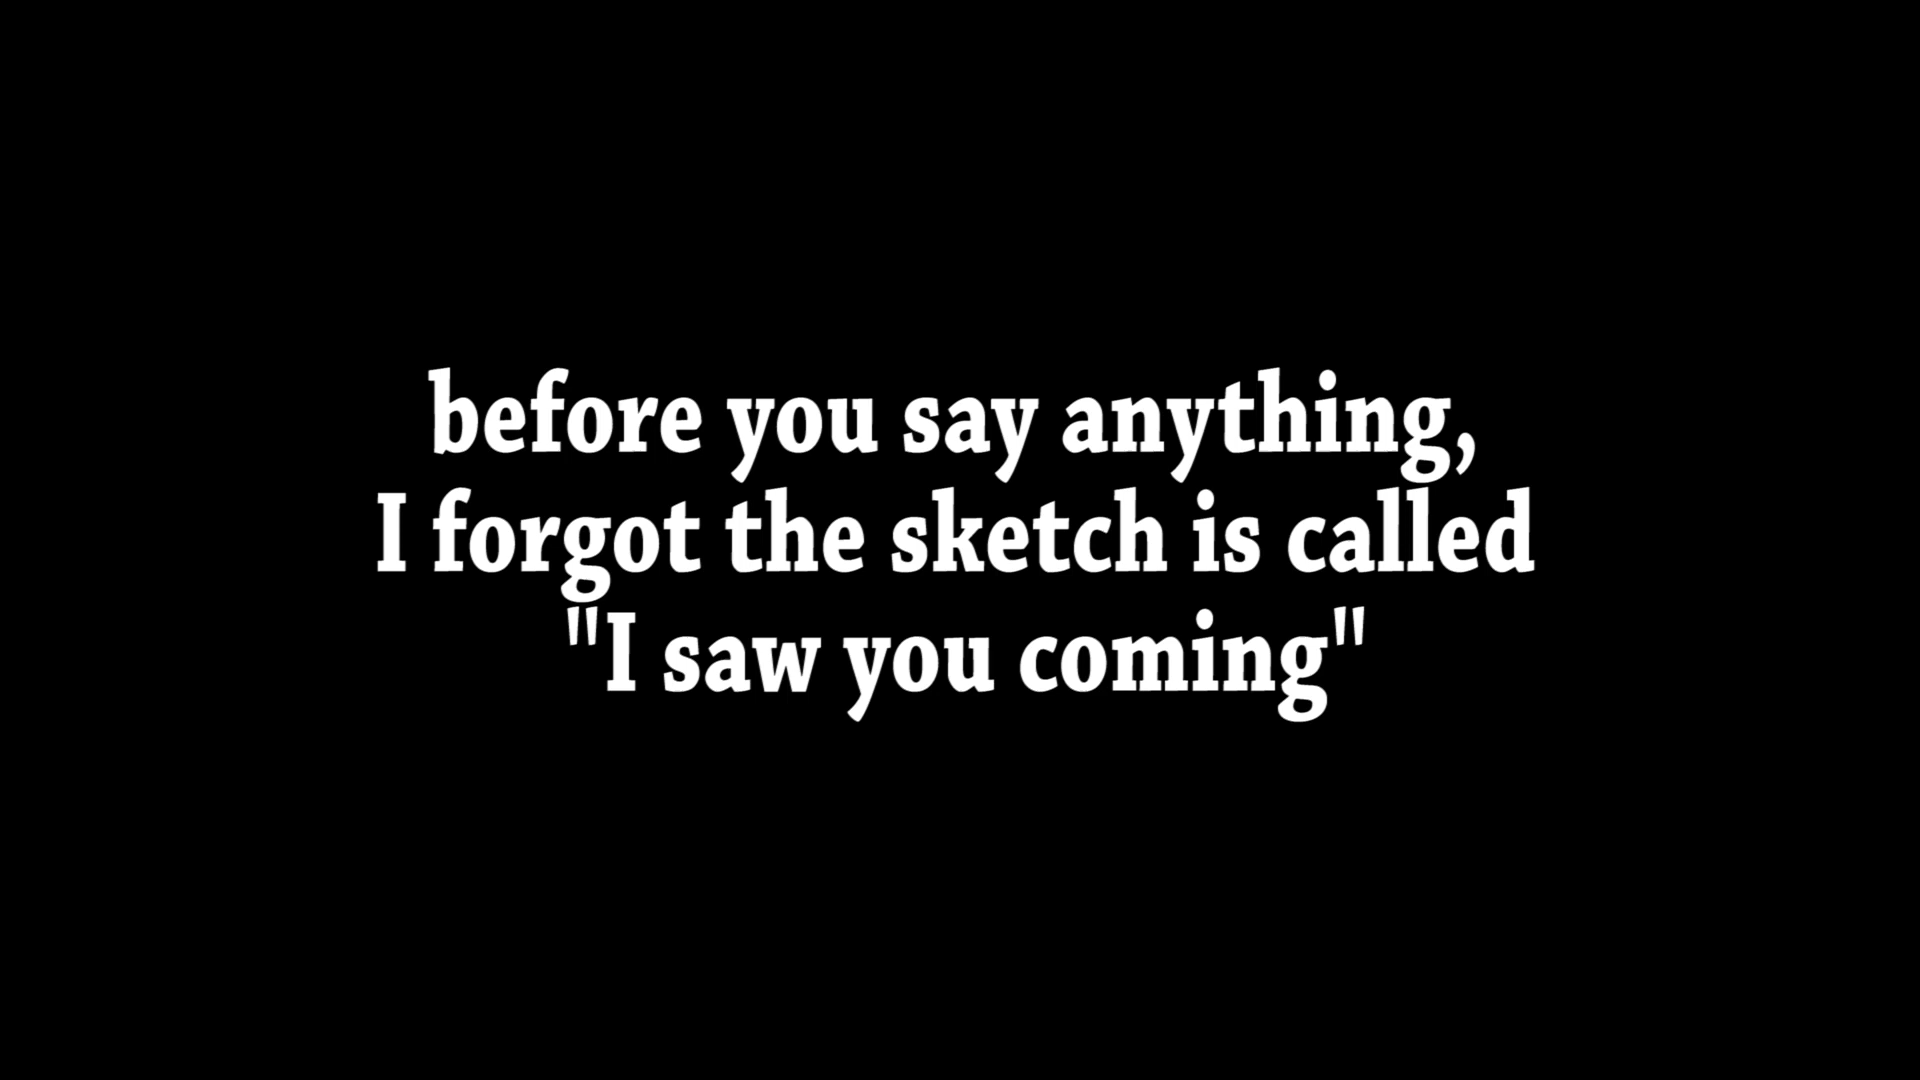 before you say anything,
I forgot the sketch is called
"I saw you coming"